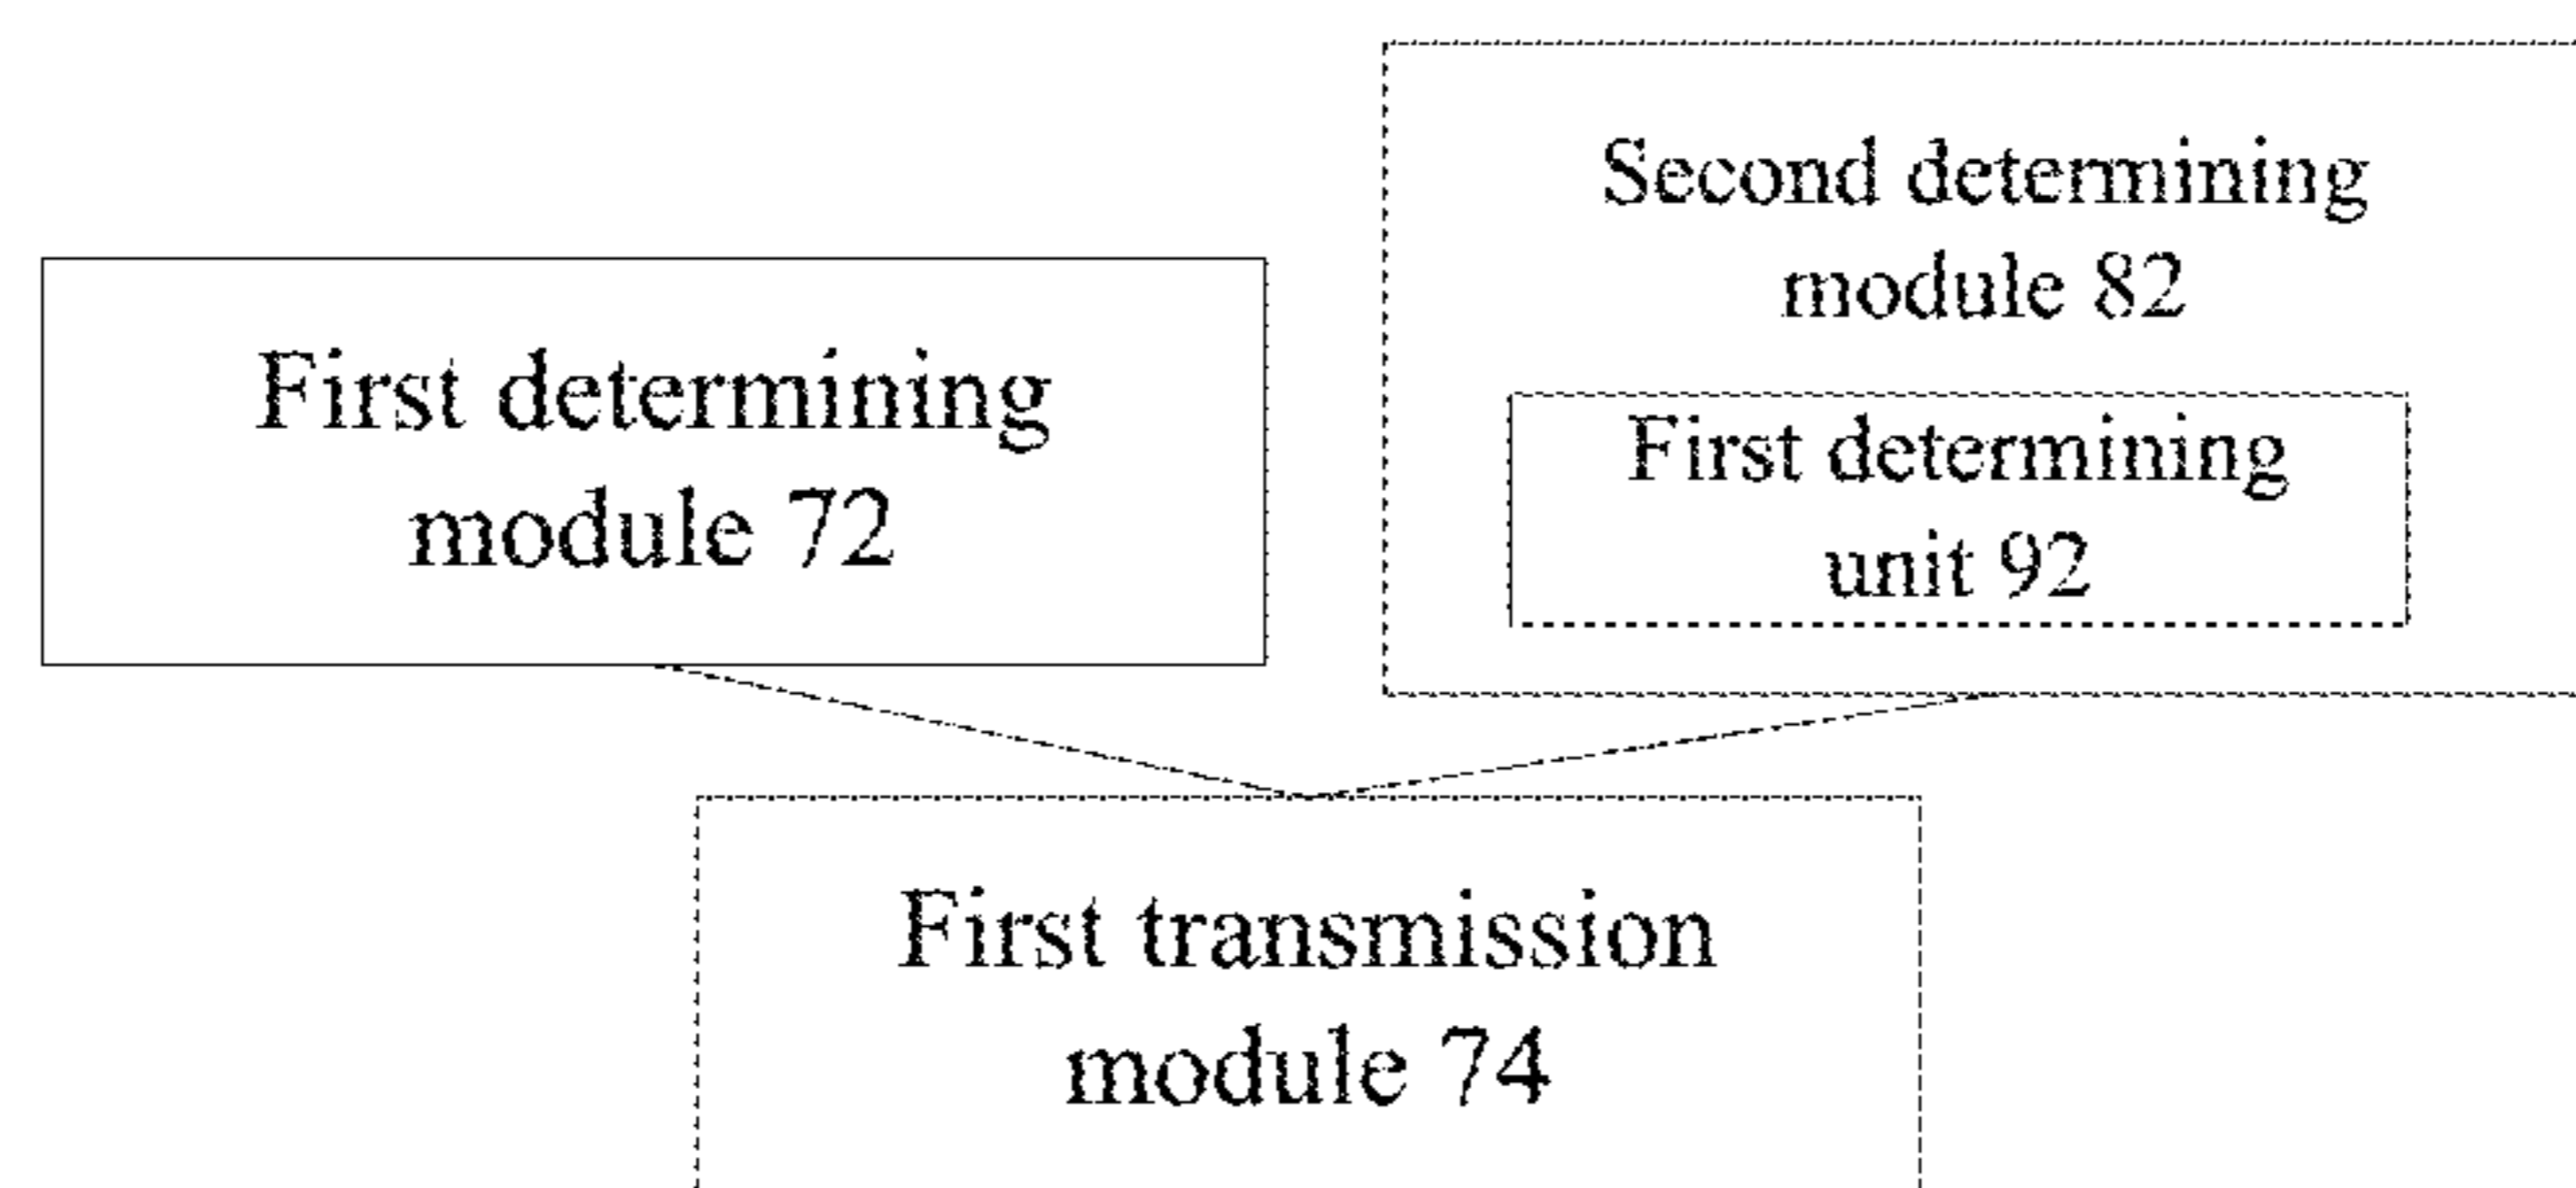 First determining
module 72
Second determining
module 82
First determining
unit 92
First transmission
module 74